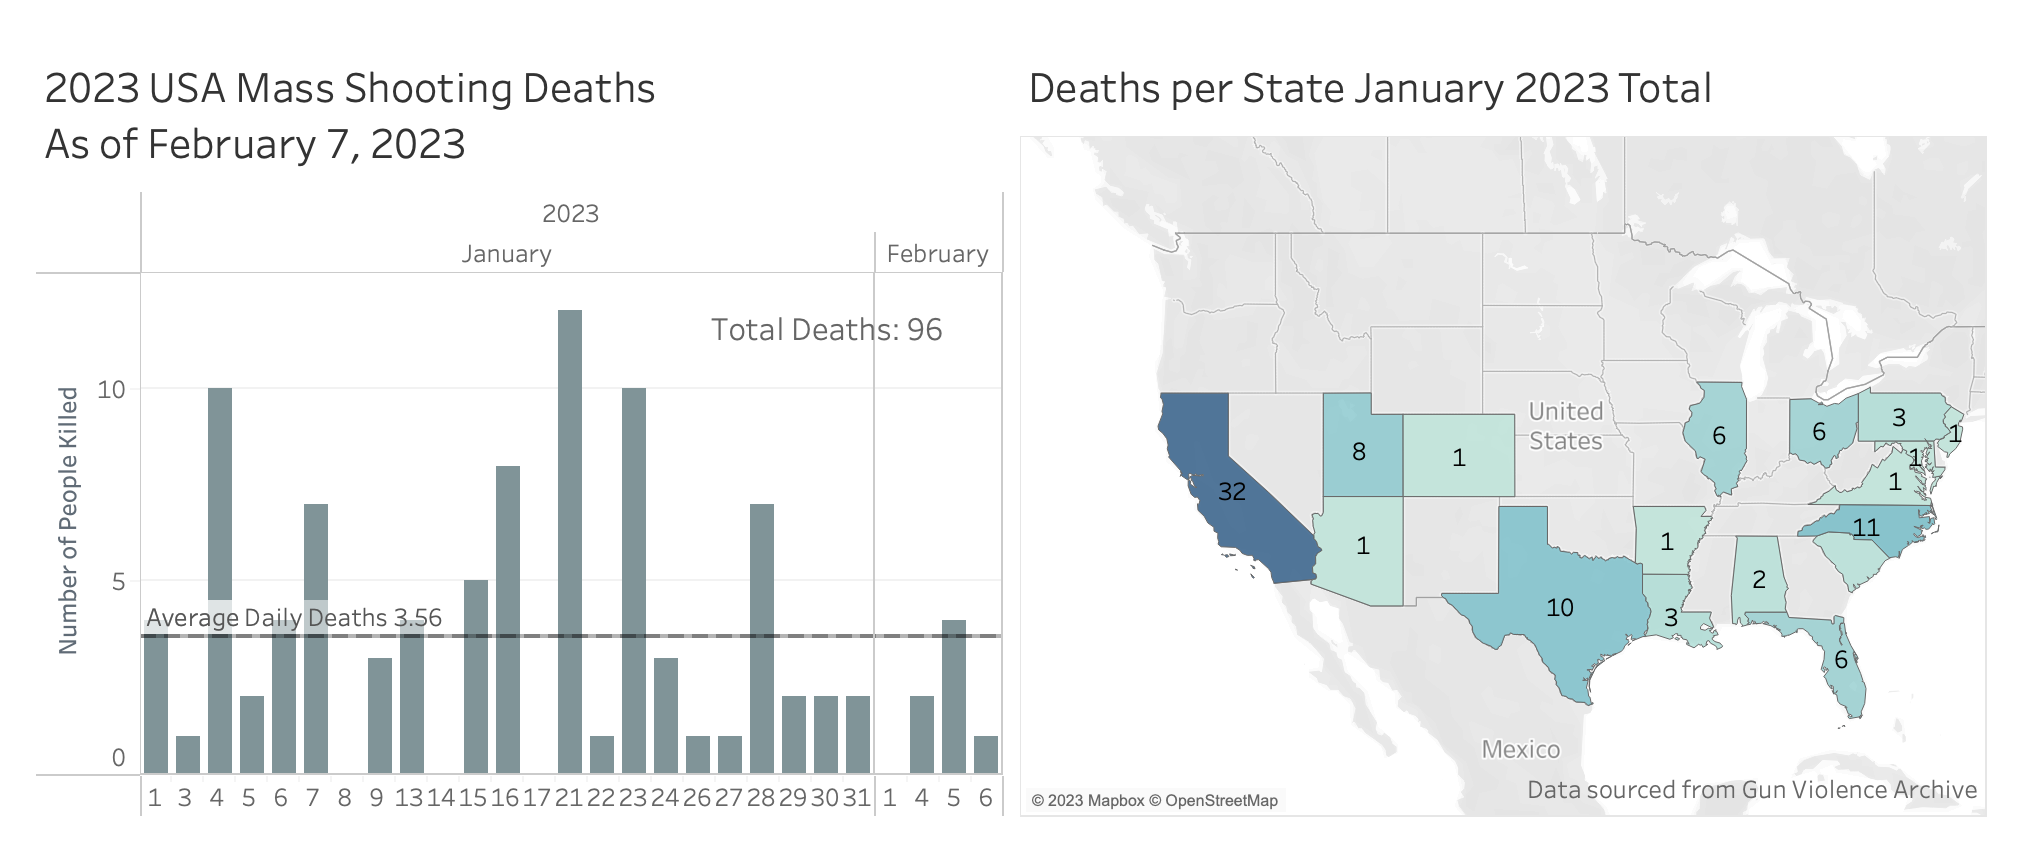 2023 USA Mass Shooting Deaths
As of February 7, 2023
2023
January
February
Total Deaths: 96
Number of People Killed
10
5
0
Average Daily Deaths 3.56
1 3 4 5 6 7 8 9 13 14 15 16 17 21 22 23 24 26 27 28 29 30 31 1 4 5 6
Deaths per State January 2023 Total
United
States
Mexico
32
8
1
1
10
6
6
3
1
1
1
11
1
2
3
6
© 2023 Mapbox © OpenStreetMap
Data sourced from Gun Violence Archive